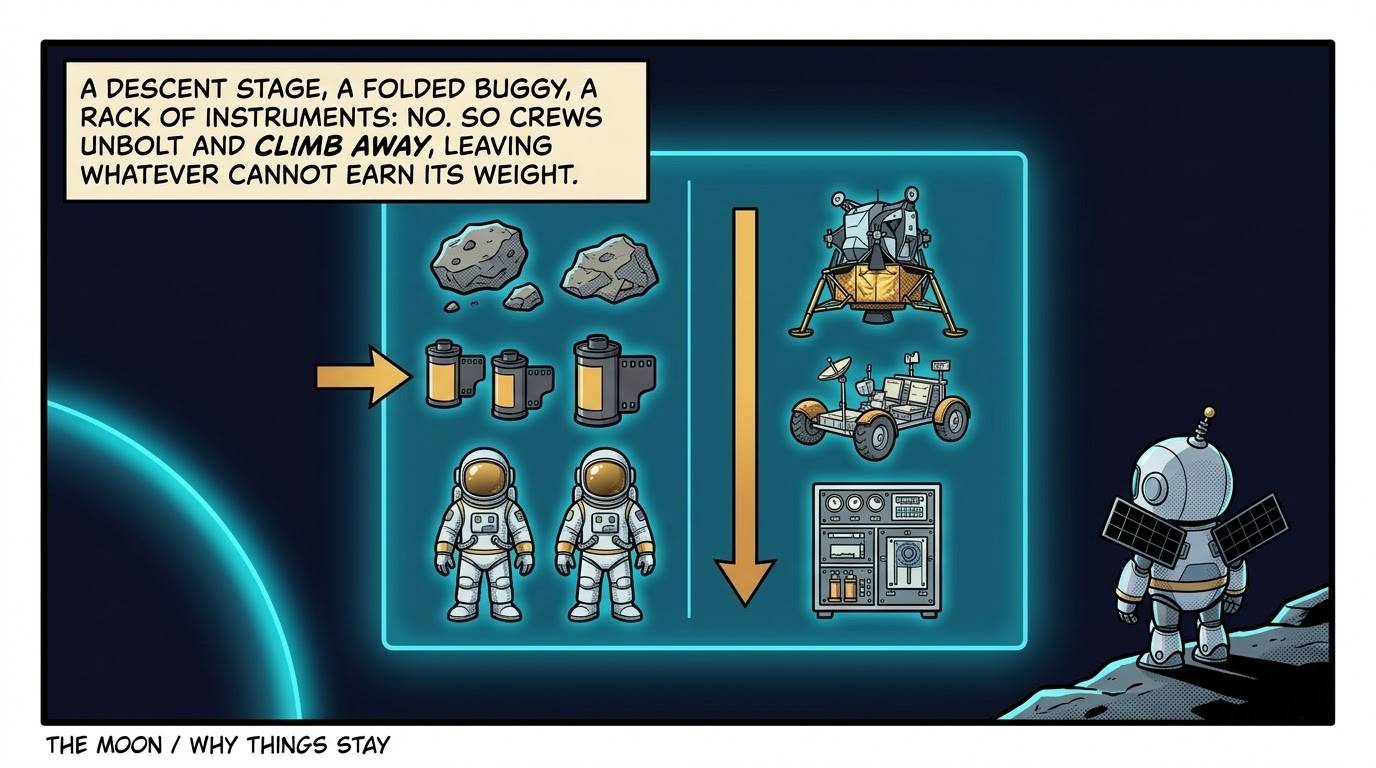 A DESCENT STAGE, A FOLDED BUGGY, A
RACK OF INSTRUMENTS: NO. SO CREWS
UNBOLT AND CLIMB AWAY, LEAVING
WHATEVER CANNOT EARN ITS WEIGHT.
THE MOON / WHY THINGS STAY